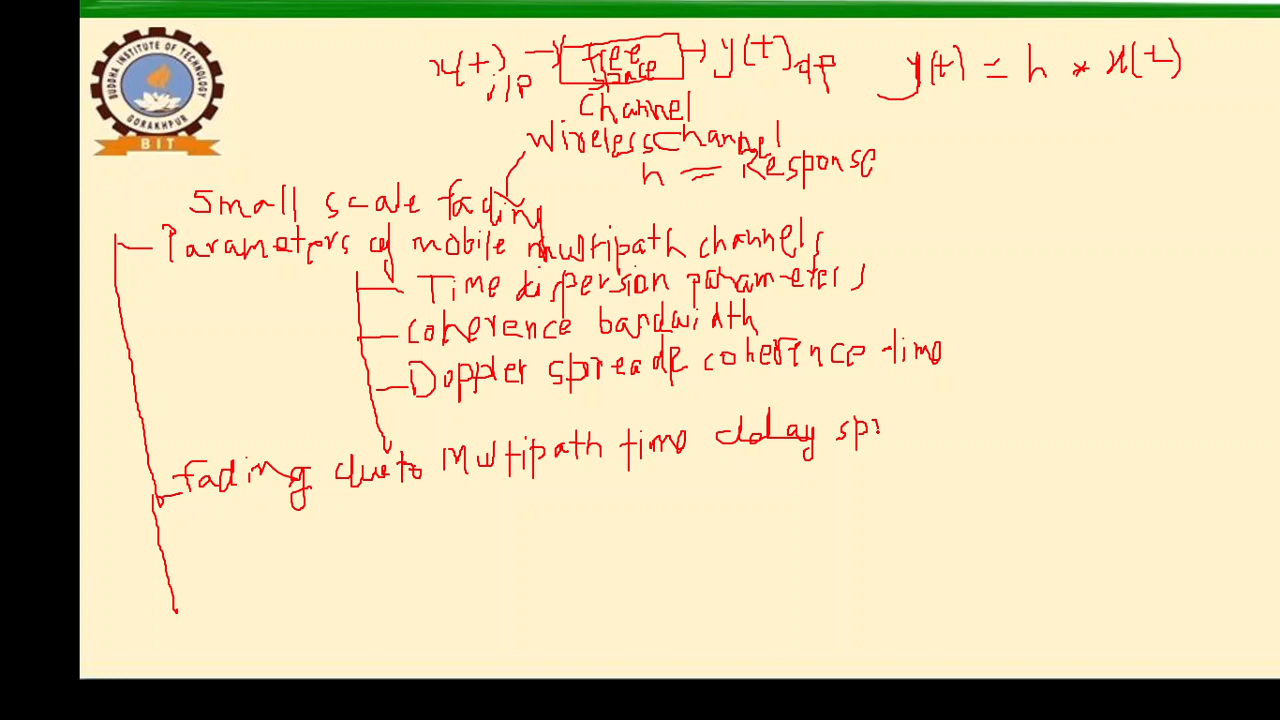 BUDDHA INSTITUTE OF TECHNOLOGY
GORAKHPUR
BIT
x(t) i/p → free space → y(t) o/p y(t) = h * x(t)
Channel
Wireless Channel
h = Response
Small scale fading
Parameters of mobile multipath channels
Time dispersion parameters
coherence bandwidth
Doppler spread & coherence time
fading due to Multipath time delay sp